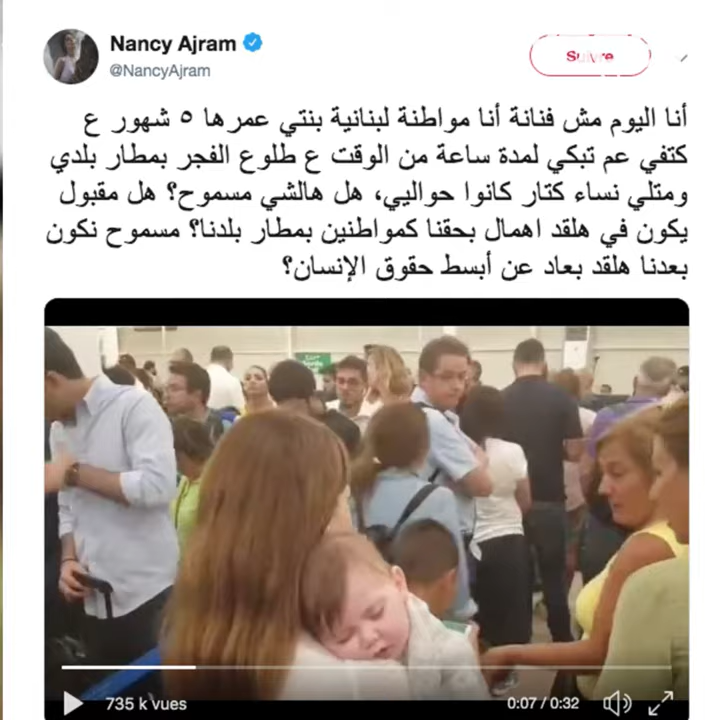 Nancy Ajram
@NancyAjram
Suivre
أنا اليوم مش فنانة أنا مواطنة لبنانية بنتي عمرها ٥ شهور ع
كتفي عم تبكي لمدة ساعة من الوقت ع طلوع الفجر بمطار بلدي
ومتلي نساء كتار كانوا حواليي، هل هالشي مسموح؟ هل مقبول
يكون في هلقد اهمال بحقنا كمواطنين بمطار بلدنا؟ مسموح نكون
بعدنا هلقد بعاد عن أبسط حقوق الإنسان؟
735 k vues
0:07 / 0:32